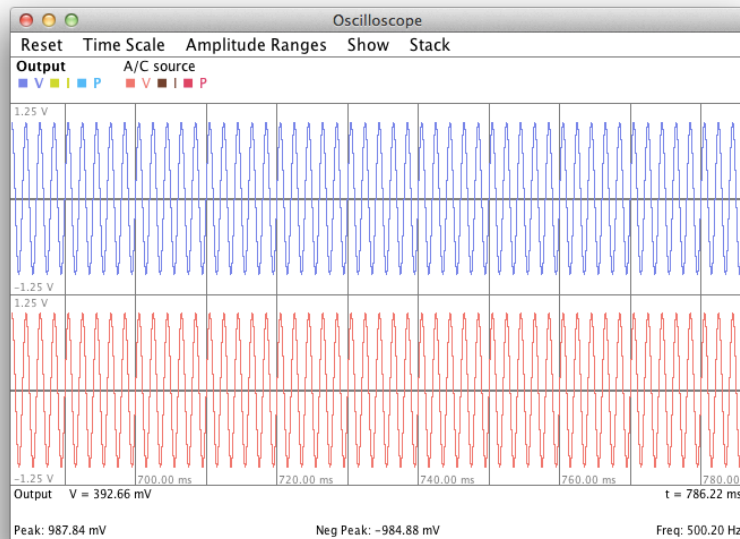 Oscilloscope
Reset Time Scale Amplitude Ranges Show Stack
Output A/C source
V I P V I P
1.25 V
-1.25 V
1.25 V
-1.25 V 700.00 ms 720.00 ms 740.00 ms 760.00 ms 780.00
Output V = 392.66 mV t = 786.22 ms
Peak: 987.84 mV Neg Peak: -984.88 mV Freq: 500.20 Hz